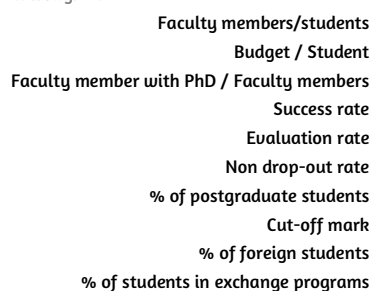 Faculty members/students
Budget / Student
Faculty member with PhD / Faculty members
Success rate
Evaluation rate
Non drop-out rate
% of postgraduate students
Cut-off mark
% of foreign students
% of students in exchange programs